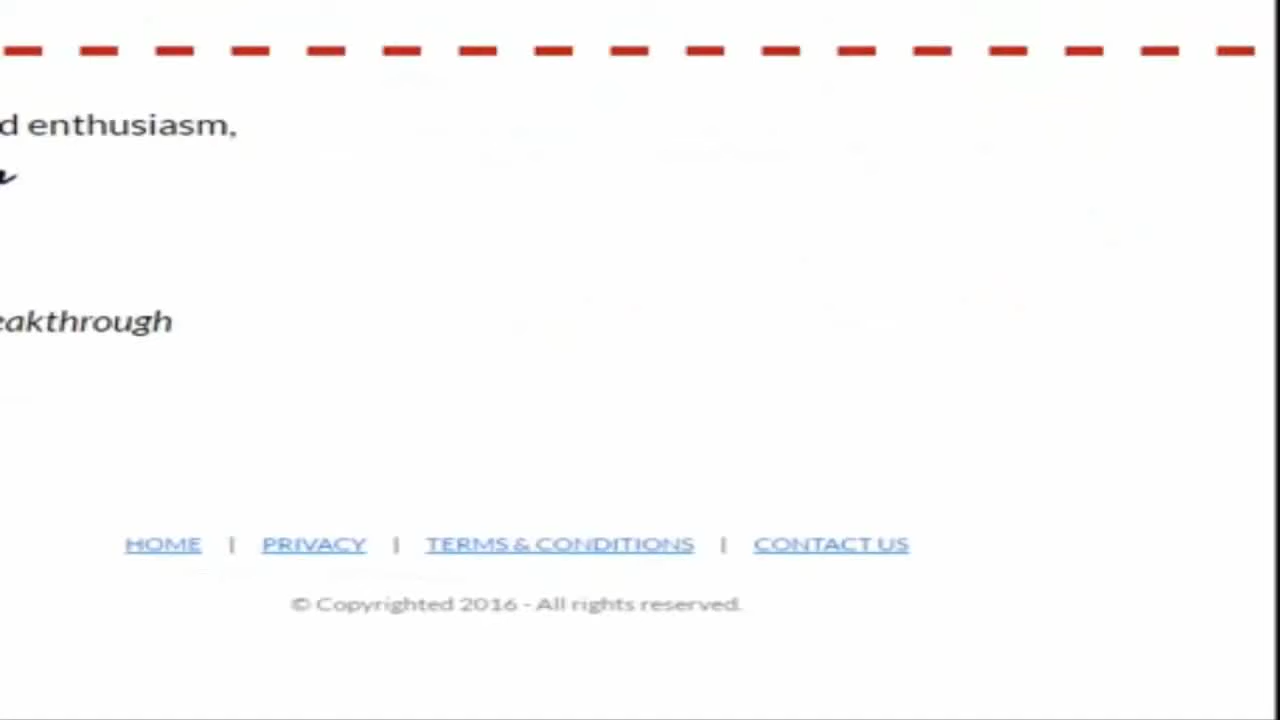 d enthusiasm,
eakthrough
HOME | PRIVACY | TERMS & CONDITIONS | CONTACT US
© Copyrighted 2016 - All rights reserved.